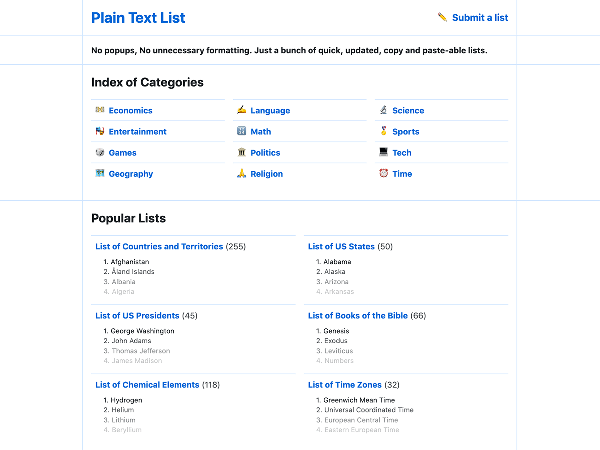 Plain Text List
Submit a list
No popups, No unnecessary formatting. Just a bunch of quick, updated, copy and paste-able lists.
Index of Categories
Economics
Language
Science
Entertainment
Math
Sports
Games
Politics
Tech
Geography
Religion
Time
Popular Lists
List of Countries and Territories (255)
1. Afghanistan
2. Åland Islands
3. Albania
4. Algeria
List of US States (50)
1. Alabama
2. Alaska
3. Arizona
4. Arkansas
List of US Presidents (45)
1. George Washington
2. John Adams
3. Thomas Jefferson
4. James Madison
List of Books of the Bible (66)
1. Genesis
2. Exodus
3. Leviticus
4. Numbers
List of Chemical Elements (118)
1. Hydrogen
2. Helium
3. Lithium
4. Beryllium
List of Time Zones (32)
1. Greenwich Mean Time
2. Universal Coordinated Time
3. European Central Time
4. Eastern European Time